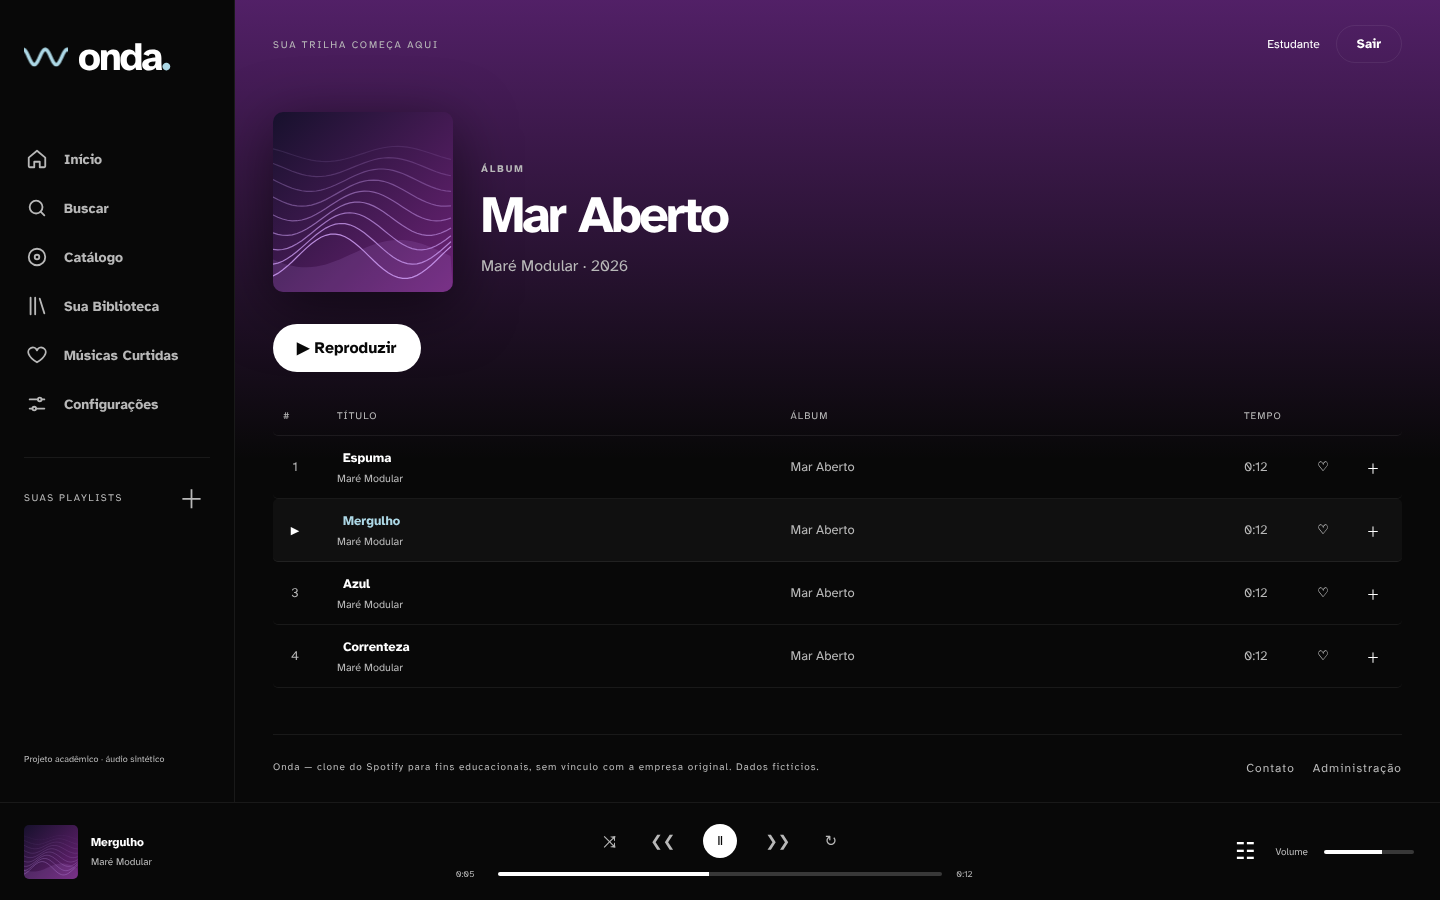 onda.
Início
Buscar
Catálogo
Sua Biblioteca
Músicas Curtidas
Configurações
SUAS PLAYLISTS
Projeto acadêmico · áudio sintético
SUA TRILHA COMEÇA AQUI
Estudante Sair
ÁLBUM
Mar Aberto
Maré Modular · 2026
▶ Reproduzir
# TÍTULO ÁLBUM TEMPO
1 Espuma Mar Aberto 0:12 ♡ +
Maré Modular
▶ Mergulho Mar Aberto 0:12 ♡ +
Maré Modular
3 Azul Mar Aberto 0:12 ♡ +
Maré Modular
4 Correnteza Mar Aberto 0:12 ♡ +
Maré Modular
Onda — clone do Spotify para fins educacionais, sem vínculo com a empresa original. Dados fictícios.
Contato Administração
Mergulho
Maré Modular
0:05 0:12
Volume